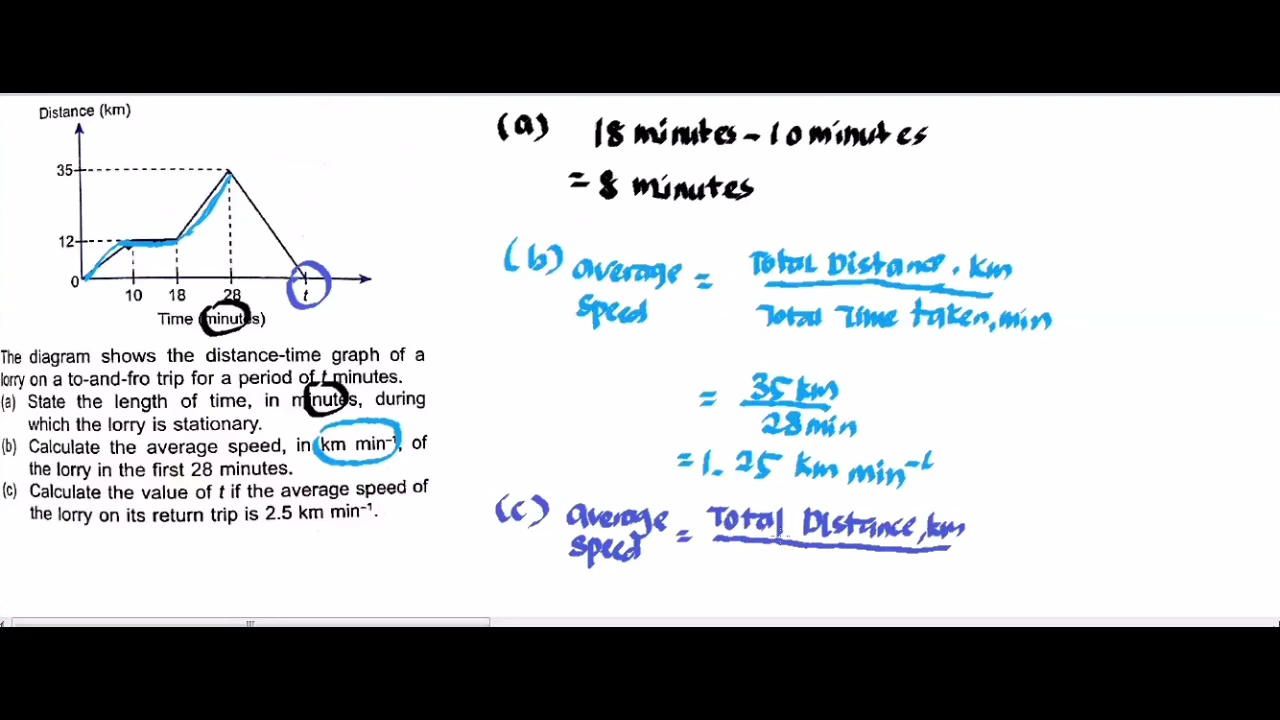 Distance (km)
35
12
0
10 18 28 t
Time (minutes)
The diagram shows the distance-time graph of a
lorry on a to-and-fro trip for a period of t minutes.
(a) State the length of time, in minutes, during
which the lorry is stationary.
(b) Calculate the average speed, in km min⁻¹, of
the lorry in the first 28 minutes.
(c) Calculate the value of t if the average speed of
the lorry on its return trip is 2.5 km min⁻¹.
(a) 18 minutes - 10 minutes
= 8 minutes
(b) average speed = Total Distance, km
Total Time taken, min
= 35 km
28 min
= 1.25 km min⁻¹
(c) average speed = Total Distance, km